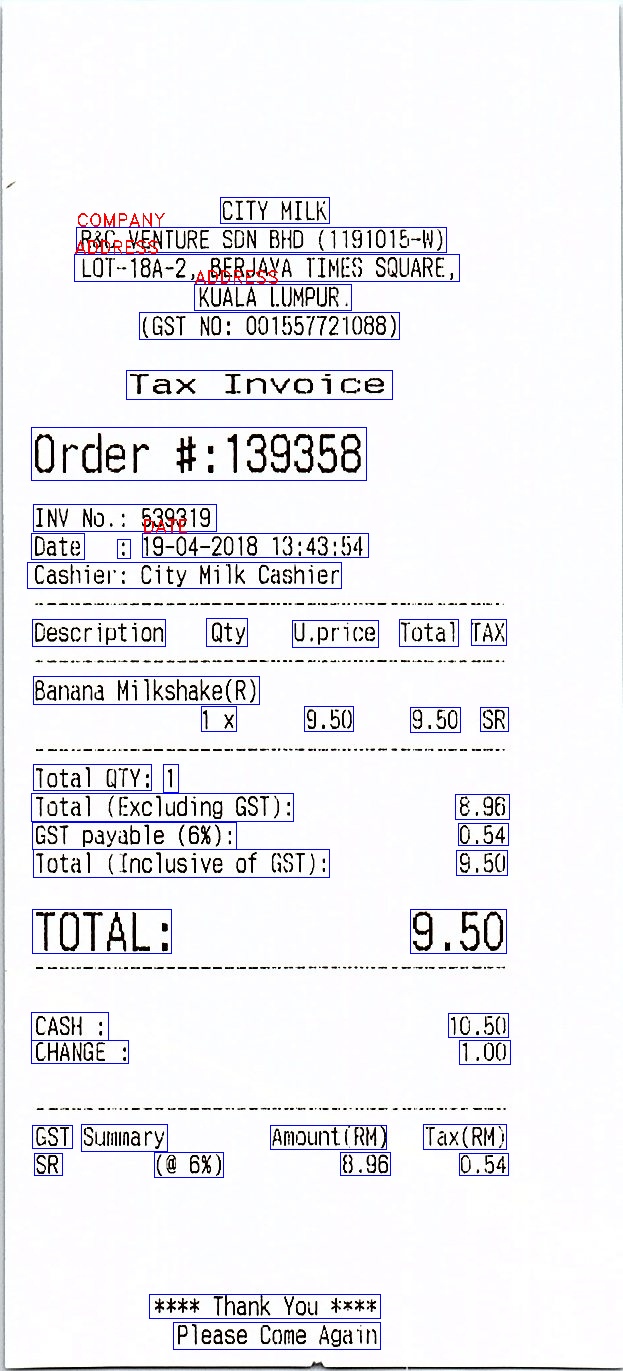 CITY MILK
COMPANY
R&C VENTURE SDN BHD (1191015-W)
ADDRESS
LOT-18A-2, BERJAYA TIMES SQUARE,
ADDRESS
KUALA LUMPUR.
(GST NO: 001557721088)
Tax Invoice
Order #:139358
INV No.: 539319
DATE
Date : 19-04-2018 13:43:54
Cashier: City Milk Cashier
Description Qty U.price Total TAX
Banana Milkshake(R)
1 x 9.50 9.50 SR
Total QTY: 1
Total (Excluding GST): 8.96
GST payable (6%): 0.54
Total (Inclusive of GST): 9.50
TOTAL: 9.50
CASH : 10.50
CHANGE : 1.00
GST Summary Amount(RM) Tax(RM)
SR (@ 6%) 8.96 0.54
**** Thank You ****
Please Come Again